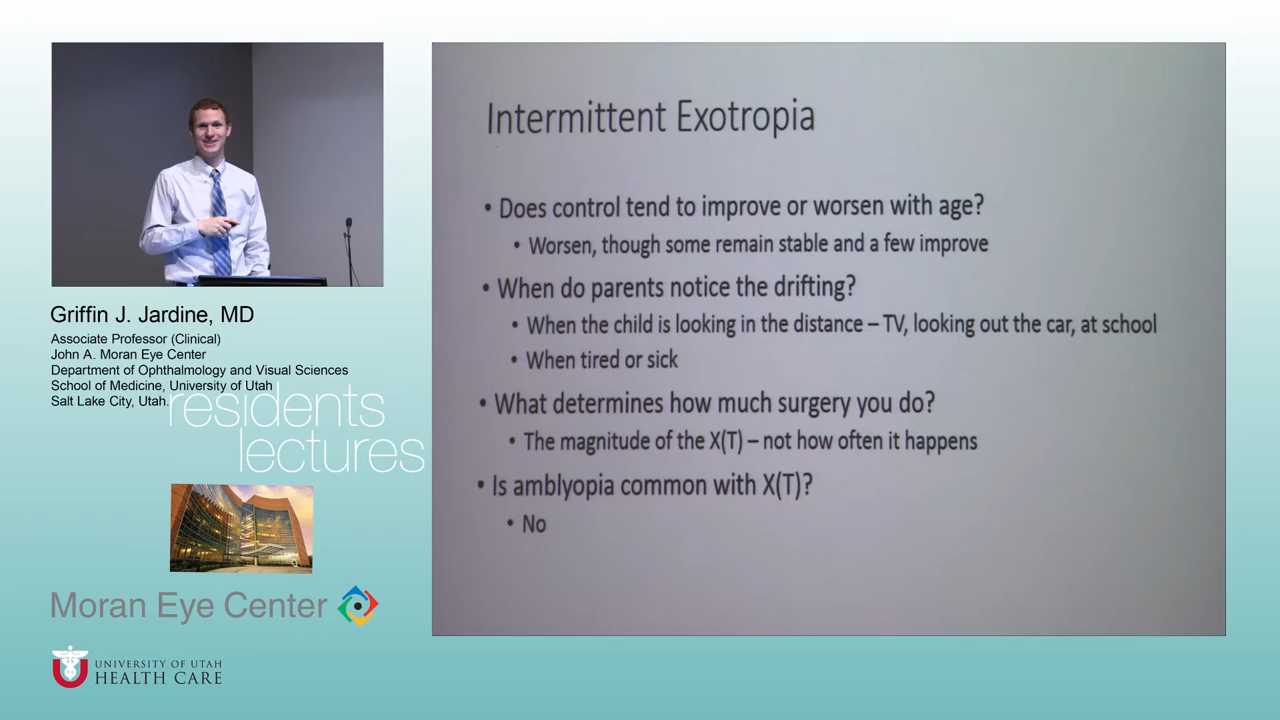 Griffin J. Jardine, MD
Associate Professor (Clinical)
John A. Moran Eye Center
Department of Ophthalmology and Visual Sciences
School of Medicine, University of Utah
Salt Lake City, Utah.
residents
lectures
Moran Eye Center
UNIVERSITY OF UTAH
HEALTH CARE
Intermittent Exotropia
• Does control tend to improve or worsen with age?
• Worsen, though some remain stable and a few improve
• When do parents notice the drifting?
• When the child is looking in the distance – TV, looking out the car, at school
• When tired or sick
• What determines how much surgery you do?
• The magnitude of the X(T) – not how often it happens
• Is amblyopia common with X(T)?
• No